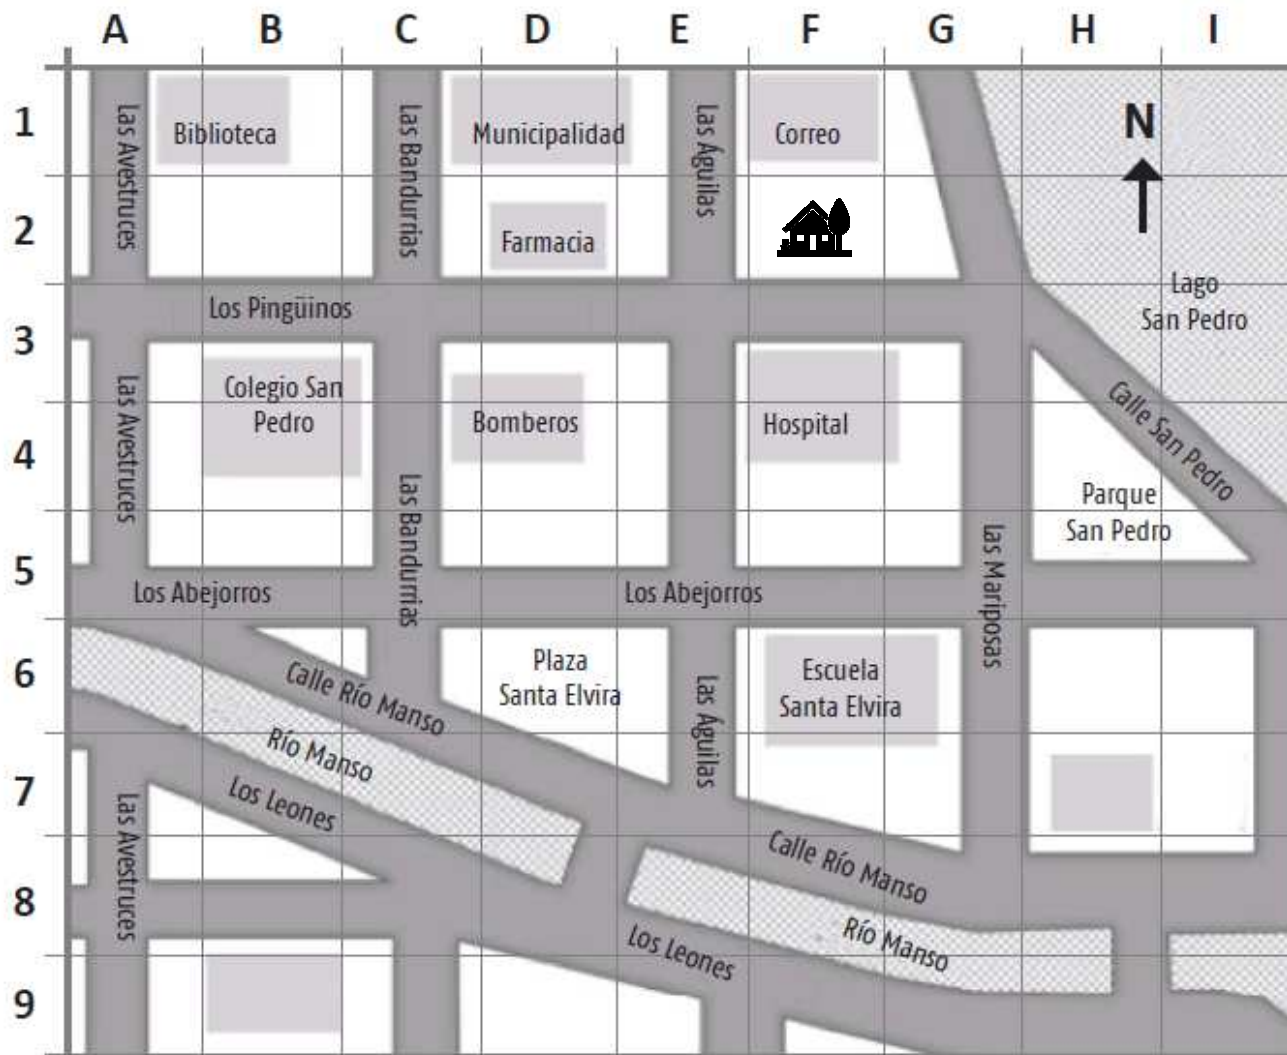 A B C D E F G H I
1
Las Avestruces
Biblioteca
Las Bandurrias
Municipalidad
Las Águilas
Correo
N
2
Farmacia
Lago
San Pedro
3
Los Pingüinos
Las Avestruces
Colegio San
Pedro
Calle San Pedro
4
Bomberos
Hospital
Las Bandurrias
Parque
San Pedro
5
Las Mariposas
Los Abejorros
Los Abejorros
6
Calle Río Manso
Plaza
Santa Elvira
Las Águilas
Escuela
Santa Elvira
7
Río Manso
Los Leones
Las Avestruces
Calle Río Manso
8
Los Leones
Río Manso
9